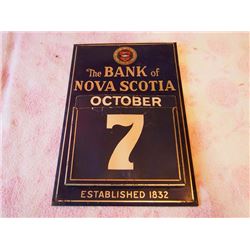 The BANK of
NOVA SCOTIA
OCTOBER
7
ESTABLISHED 1832